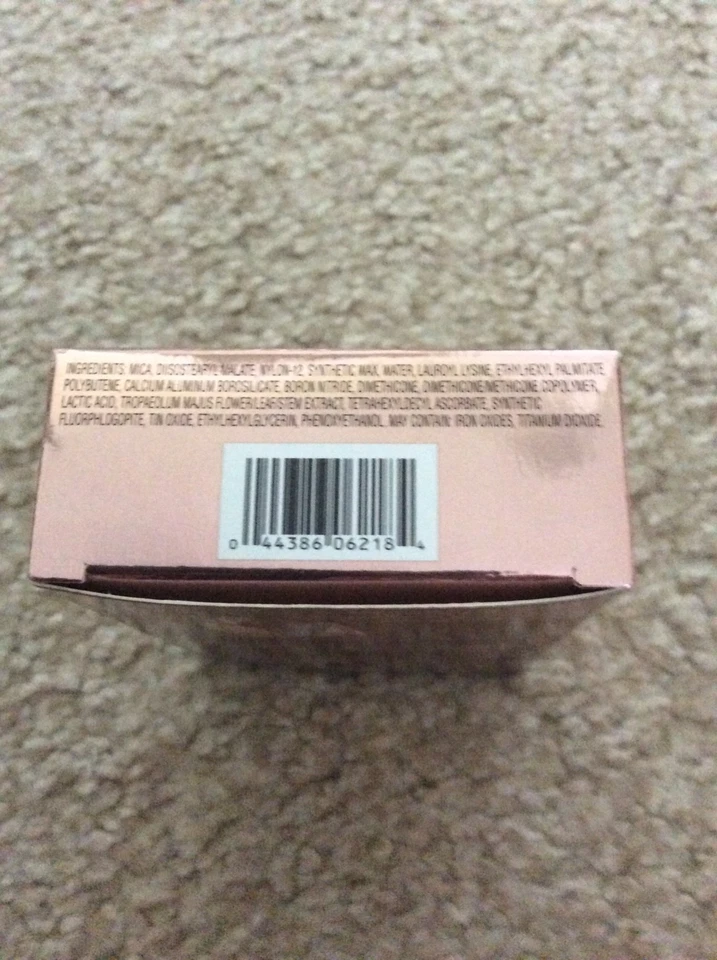 INGREDIENTS: MICA, DIISOSTEARYL MALATE, NYLON-12, SYNTHETIC WAX, WATER, LAUROYL LYSINE, ETHYLHEXYL PALMITATE,
POLYBUTENE, CALCIUM ALUMINUM BOROSILICATE, BORON NITRIDE, DIMETHICONE, DIMETHICONE/METHICONE COPOLYMER,
LACTIC ACID, TROPAEOLUM MAJUS FLOWER/LEAF/STEM EXTRACT, TETRAHEXYLDECYL ASCORBATE, SYNTHETIC
FLUORPHLOGOPITE, TIN OXIDE, ETHYLHEXYLGLYCERIN, PHENOXYETHANOL. MAY CONTAIN: IRON OXIDES, TITANIUM DIOXIDE.
0 44386 06218 4